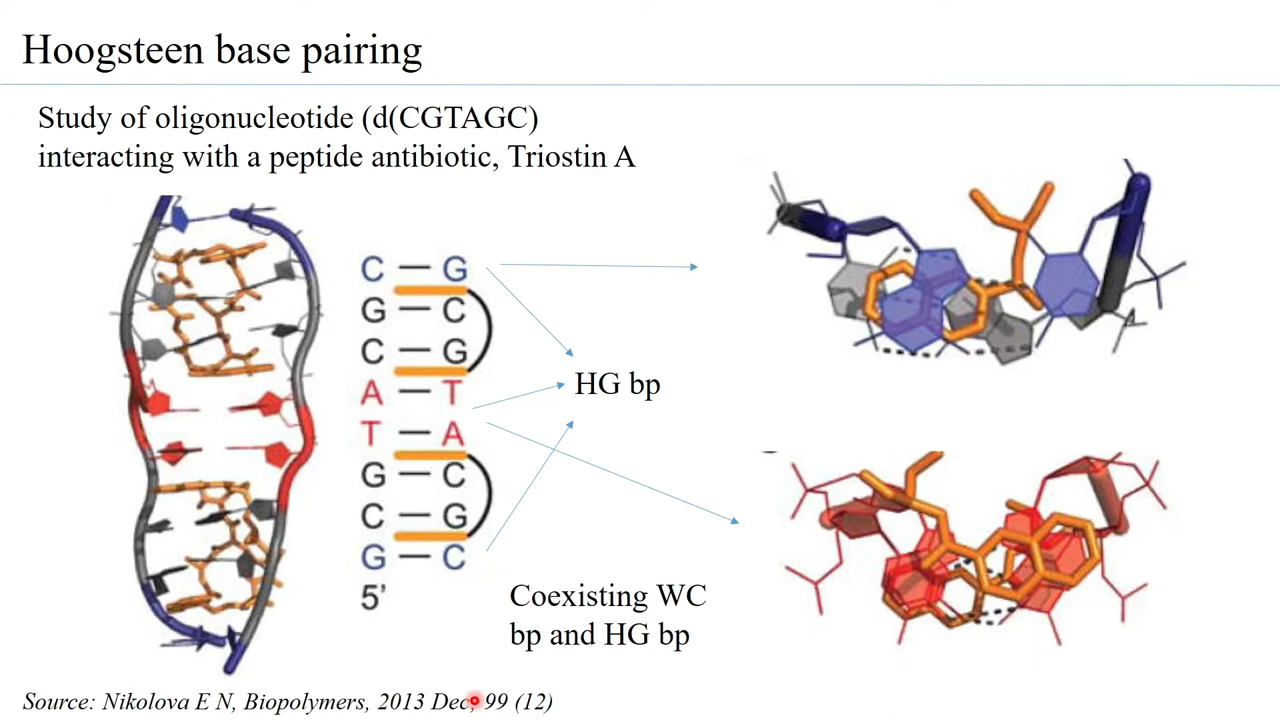 Hoogsteen base pairing
Study of oligonucleotide (d(CGTAGC)
interacting with a peptide antibiotic, Triostin A
C — G
G — C
C — G
A — T
T — A
G — C
C — G
G — C
5'
HG bp
Coexisting WC
bp and HG bp
Source: Nikolova E N, Biopolymers, 2013 Dec; 99 (12)